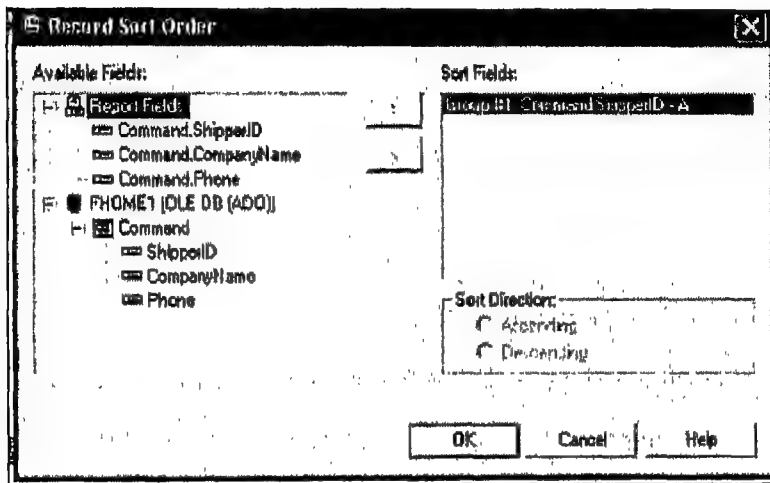 Record Sort Order
Available Fields:
Report Fields
Command.ShipperID
Command.CompanyName
Command.Phone
FHOME1 (OLE DB (ADO))
Command
ShipperID
CompanyName
Phone
Sort Fields:
Group #1: Command.ShipperID - A
Sort Direction:
Ascending
Descending
OK
Cancel
Help